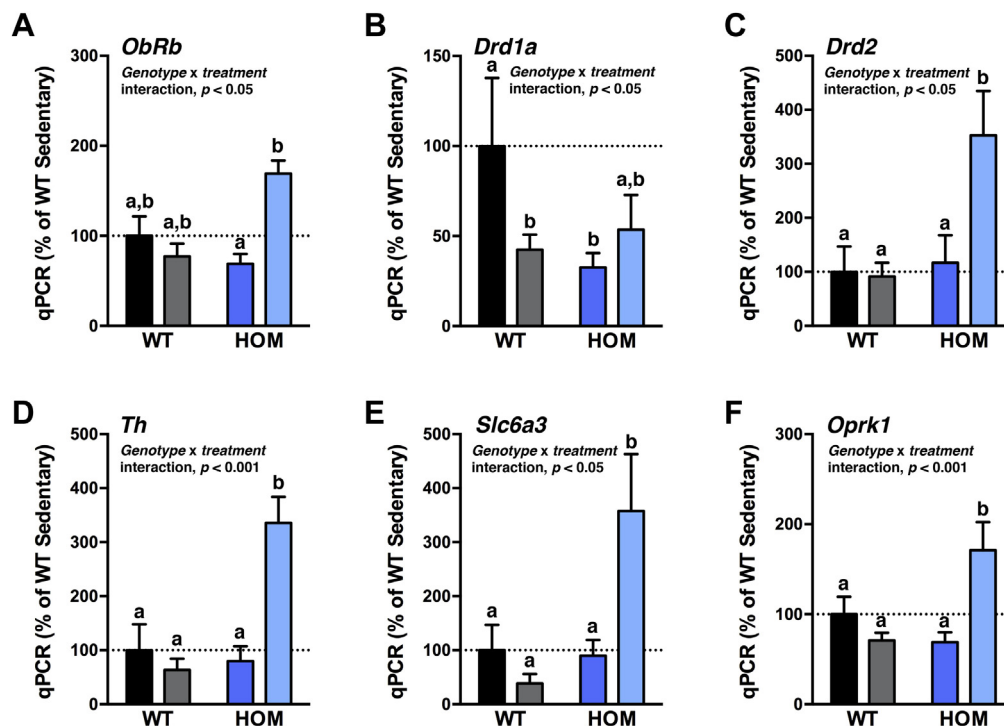 A
ObRb
Genotype x treatment
interaction, p < 0.05
qPCR (% of WT Sedentary)
300
200
100
0
a,b
a,b
a
b
WT
HOM
B
Drd1a
Genotype x treatment
interaction, p < 0.05
qPCR (% of WT Sedentary)
150
100
50
0
a
b
b
a,b
WT
HOM
C
Drd2
Genotype x treatment
interaction, p < 0.05
qPCR (% of WT Sedentary)
500
400
300
200
100
0
a
a
a
b
WT
HOM
D
Th
Genotype x treatment
interaction, p < 0.001
qPCR (% of WT Sedentary)
500
400
300
200
100
0
a
a
a
b
WT
HOM
E
Slc6a3
Genotype x treatment
interaction, p < 0.05
qPCR (% of WT Sedentary)
500
400
300
200
100
0
a
a
a
b
WT
HOM
F
Oprk1
Genotype x treatment
interaction, p < 0.001
qPCR (% of WT Sedentary)
300
200
100
0
a
a
a
b
WT
HOM